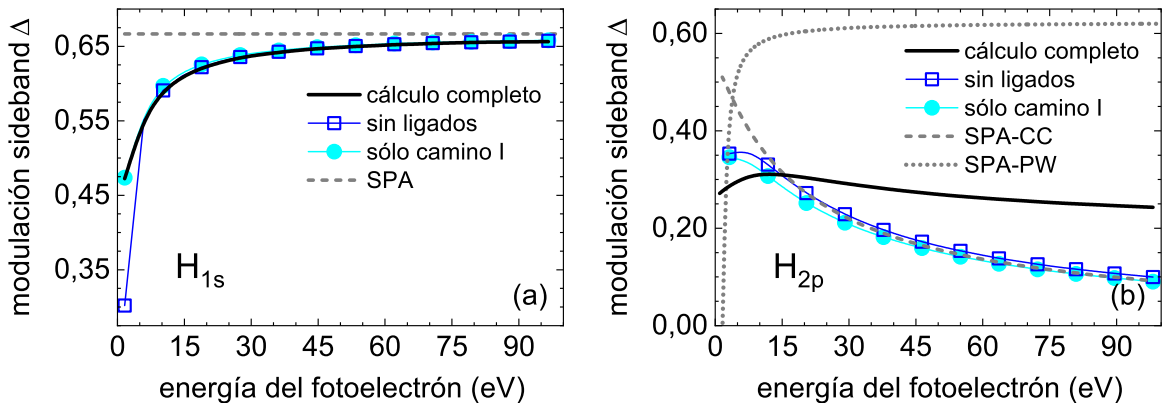 modulación sideband Δ
0,65
0,55
0,45
0,35
cálculo completo
sin ligados
sólo camino I
SPA
H1s
(a)
0 15 30 45 60 75 90
energía del fotoelectrón (eV)
modulación sideband Δ
0,60
0,40
0,20
0,00
cálculo completo
sin ligados
sólo camino I
SPA-CC
SPA-PW
H2p
(b)
0 15 30 45 60 75 90
energía del fotoelectrón (eV)